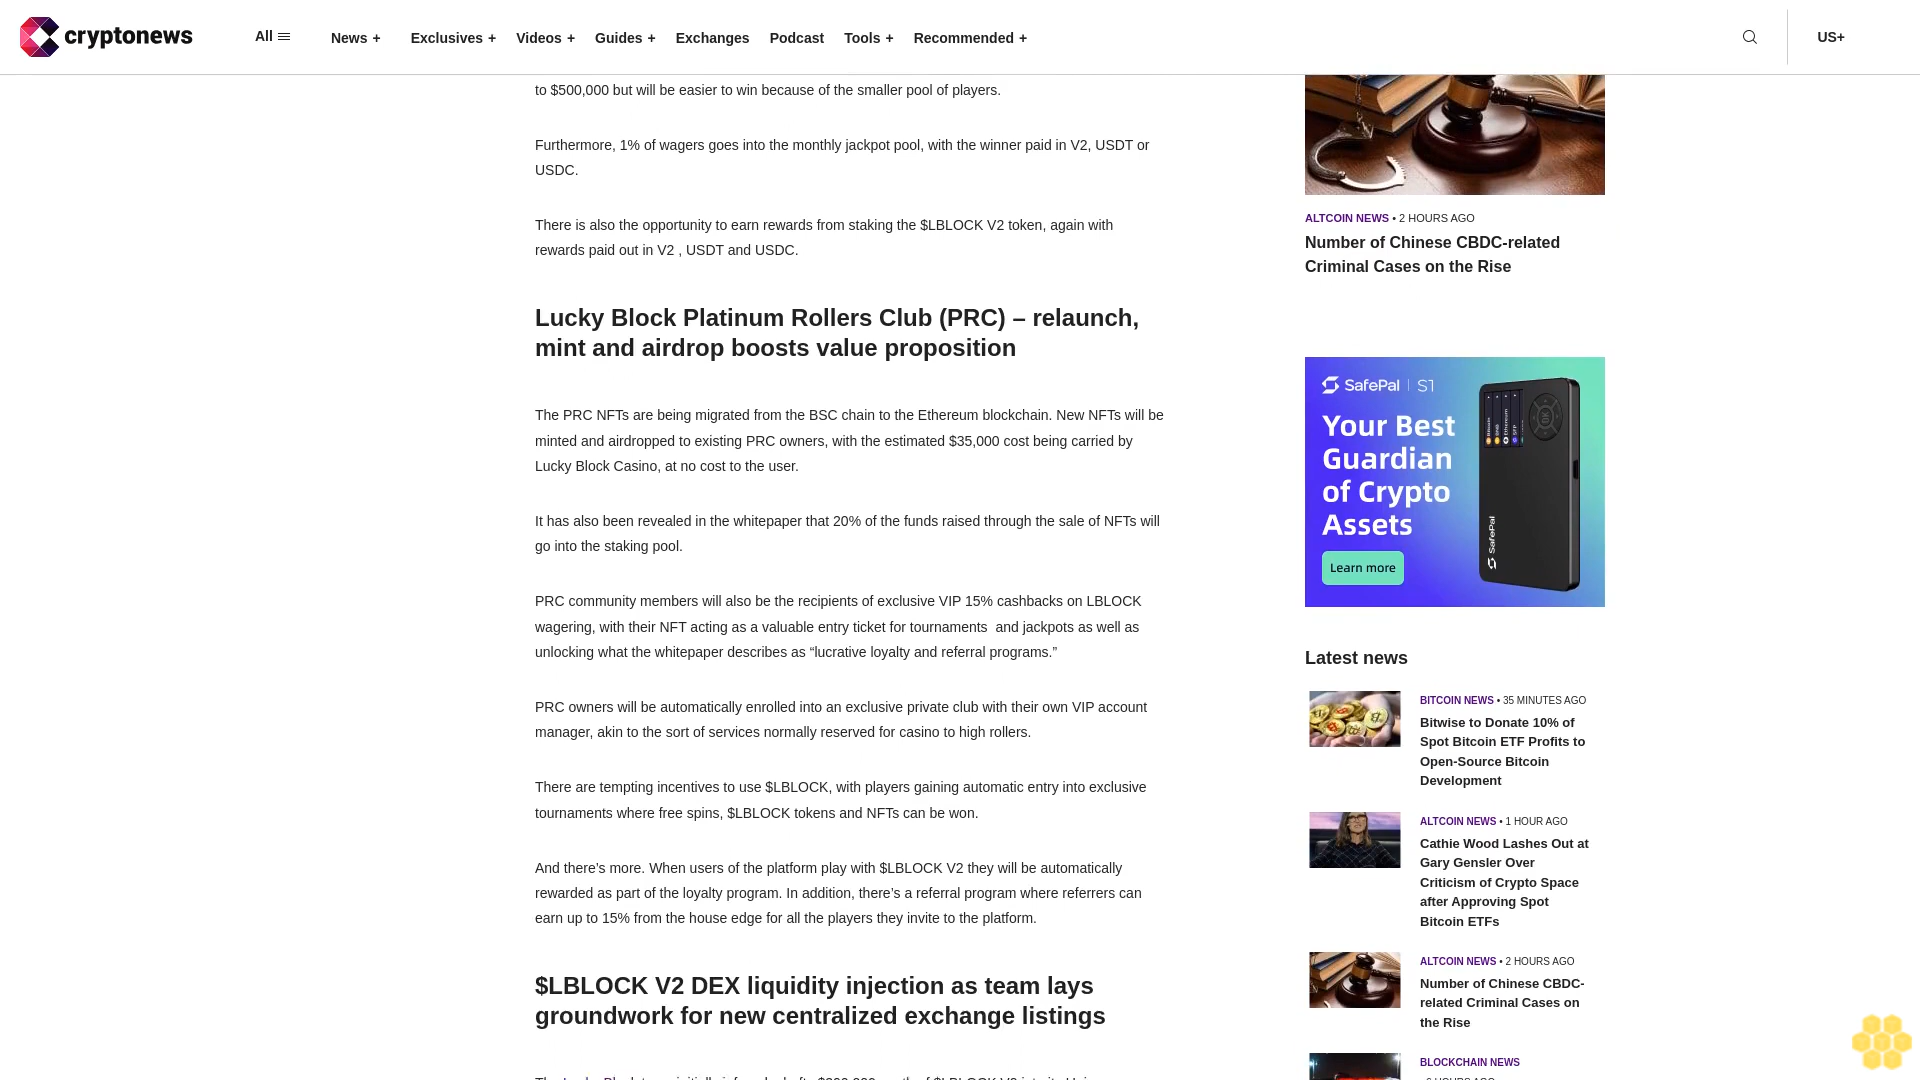 cryptonews
All
News +
Exclusives +
Videos +
Guides +
Exchanges
Podcast
Tools +
Recommended +
US+
to $500,000 but will be easier to win because of the smaller pool of players.
Furthermore, 1% of wagers goes into the monthly jackpot pool, with the winner paid in V2, USDT or
USDC.
There is also the opportunity to earn rewards from staking the $LBLOCK V2 token, again with
rewards paid out in V2 , USDT and USDC.
Lucky Block Platinum Rollers Club (PRC) – relaunch,
mint and airdrop boosts value proposition
The PRC NFTs are being migrated from the BSC chain to the Ethereum blockchain. New NFTs will be
minted and airdropped to existing PRC owners, with the estimated $35,000 cost being carried by
Lucky Block Casino, at no cost to the user.
It has also been revealed in the whitepaper that 20% of the funds raised through the sale of NFTs will
go into the staking pool.
PRC community members will also be the recipients of exclusive VIP 15% cashbacks on LBLOCK
wagering, with their NFT acting as a valuable entry ticket for tournaments  and jackpots as well as
unlocking what the whitepaper describes as “lucrative loyalty and referral programs.”
PRC owners will be automatically enrolled into an exclusive private club with their own VIP account
manager, akin to the sort of services normally reserved for casino to high rollers.
There are tempting incentives to use $LBLOCK, with players gaining automatic entry into exclusive
tournaments where free spins, $LBLOCK tokens and NFTs can be won.
And there’s more. When users of the platform play with $LBLOCK V2 they will be automatically
rewarded as part of the loyalty program. In addition, there’s a referral program where referrers can
earn up to 15% from the house edge for all the players they invite to the platform.
$LBLOCK V2 DEX liquidity injection as team lays
groundwork for new centralized exchange listings
ALTCOIN NEWS • 2 HOURS AGO
Number of Chinese CBDC-related
Criminal Cases on the Rise
SafePal | S1
Your Best
Guardian
of Crypto
Assets
Learn more
SafePal
Latest news
BITCOIN NEWS • 35 MINUTES AGO
Bitwise to Donate 10% of
Spot Bitcoin ETF Profits to
Open-Source Bitcoin
Development
ALTCOIN NEWS • 1 HOUR AGO
Cathie Wood Lashes Out at
Gary Gensler Over
Criticism of Crypto Space
after Approving Spot
Bitcoin ETFs
ALTCOIN NEWS • 2 HOURS AGO
Number of Chinese CBDC-
related Criminal Cases on
the Rise
BLOCKCHAIN NEWS